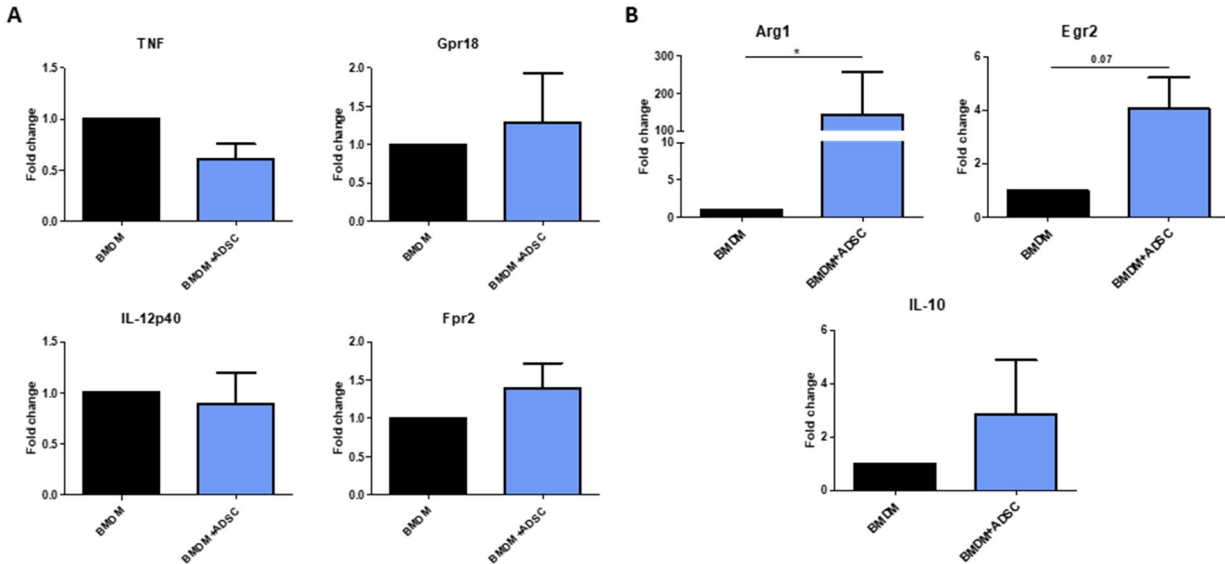 A
TNF
Fold change
1.5
1.0
0.5
0.0
BMDM
BMDM+ADSC
Gpr18
Fold change
2.0
1.5
1.0
0.5
0.0
BMDM
BMDM+ADSC
IL-12p40
Fold change
1.5
1.0
0.5
0.0
BMDM
BMDM+ADSC
Fpr2
Fold change
2.0
1.5
1.0
0.5
0.0
BMDM
BMDM+ADSC
B
Arg1
*
Fold change
300
200
100
10
5
0
BMDM
BMDM+ADSC
Egr2
0.07
Fold change
6
4
2
0
BMDM
BMDM+ADSC
IL-10
Fold change
6
4
2
0
BMDM
BMDM+ADSC